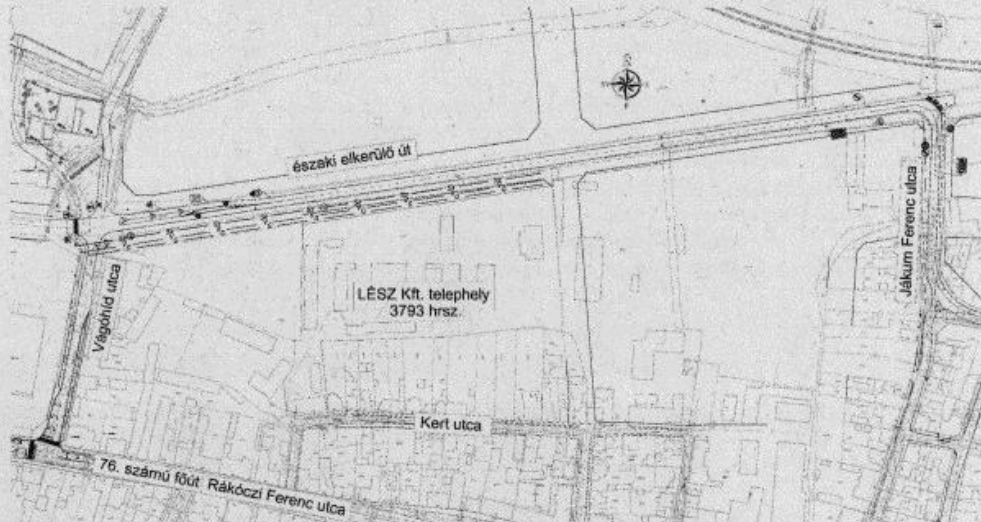 északi elkerülő út
Jákum Ferenc utca
Vágóhíd utca
LÉSZ Kft. telephely
3793 hrsz.
Kert utca
76. számú főút Rákóczi Ferenc utca